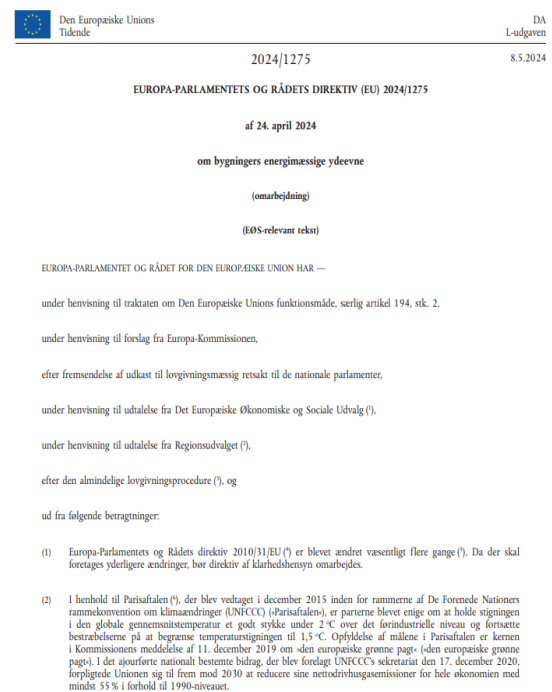 Den Europæiske Unions
Tidende
DA
L-udgaven
2024/1275
8.5.2024
EUROPA-PARLAMENTETS OG RÅDETS DIREKTIV (EU) 2024/1275
af 24. april 2024
om bygningers energimæssige ydeevne
(omarbejdning)
(EØS-relevant tekst)
EUROPA-PARLAMENTET OG RÅDET FOR DEN EUROPÆISKE UNION HAR —
under henvisning til traktaten om Den Europæiske Unions funktionsmåde, særlig artikel 194, stk. 2,
under henvisning til forslag fra Europa-Kommissionen,
efter fremsendelse af udkast til lovgivningsmæssig retsakt til de nationale parlamenter,
under henvisning til udtalelse fra Det Europæiske Økonomiske og Sociale Udvalg (¹),
under henvisning til udtalelse fra Regionsudvalget (²),
efter den almindelige lovgivningsprocedure (³), og
ud fra følgende betragtninger:
(1) Europa-Parlamentets og Rådets direktiv 2010/31/EU (⁴) er blevet ændret væsentligt flere gange (⁵). Da der skal
foretages yderligere ændringer, bør direktiv af klarhedshensyn omarbejdes.
(2) I henhold til Parisaftalen (⁶), der blev vedtaget i december 2015 inden for rammerne af De Forenede Nationers
rammekonvention om klimaændringer (UNFCCC) (»Parisaftalen«), er parterne blevet enige om at holde stigningen
i den globale gennemsnitstemperatur et godt stykke under 2 °C over det førindustrielle niveau og fortsætte
bestræbelserne på at begrænse temperaturstigningen til 1,5 °C. Opfyldelse af målene i Parisaftalen er kernen
i Kommissionens meddelelse af 11. december 2019 om »den europæiske grønne pagt« (»den europæiske grønne
pagt«). I det ajourførte nationalt bestemte bidrag, der blev forelagt UNFCCC's sekretariat den 17. december 2020,
forpligtede Unionen sig til frem mod 2030 at reducere sine nettodrivhusgasemissioner for hele økonomien med
mindst 55 % i forhold til 1990-niveauet.